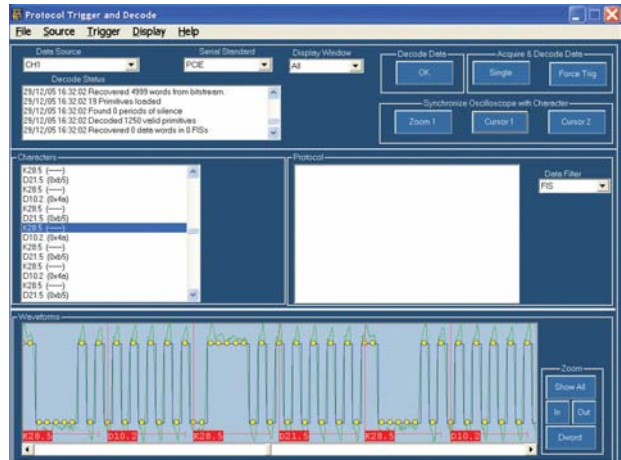 Protocol Trigger and Decode
File Source Trigger Display Help
Data Source
Serial Standard
Display Window
Decode Data
Acquire & Decode Data
CH1
PCIE
All
OK
Single
Force Trig
Decode Status
29/12/05 16:32:02 Recovered 4999 words from bitstream.
29/12/05 16:32:02 19 Primitives loaded
29/12/05 16:32:02 Found 0 periods of silence
29/12/05 16:32:02 Decoded 1250 valid primitives
29/12/05 16:32:02 Recovered 0 data words in 0 FISs
Synchronize Oscilloscope with Character
Zoom 1
Cursor 1
Cursor 2
Characters
K28.5 (----)
D21.5 (0xb5)
K28.5 (----)
D10.2 (0x4a)
K28.5 (----)
D21.5 (0xb5)
K28.5 (----)
D10.2 (0x4a)
K28.5 (----)
D21.5 (0xb5)
K28.5 (----)
D10.2 (0x4a)
K28.5 (----)
D21.5 (0xb5)
Protocol
Data Filter
FIS
Waveforms
K28.5 D10.2 K28.5 D21.5 K28.5 D10.2
Zoom
Show All
In Out
Dword